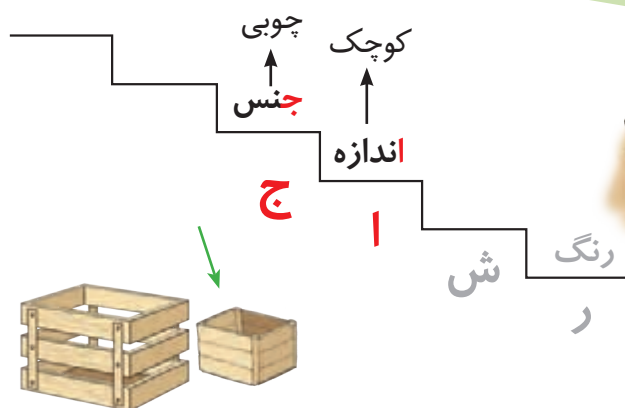 چوبی
کوچک
جنس
اندازه
ج
ا
ش
رنگ
ر